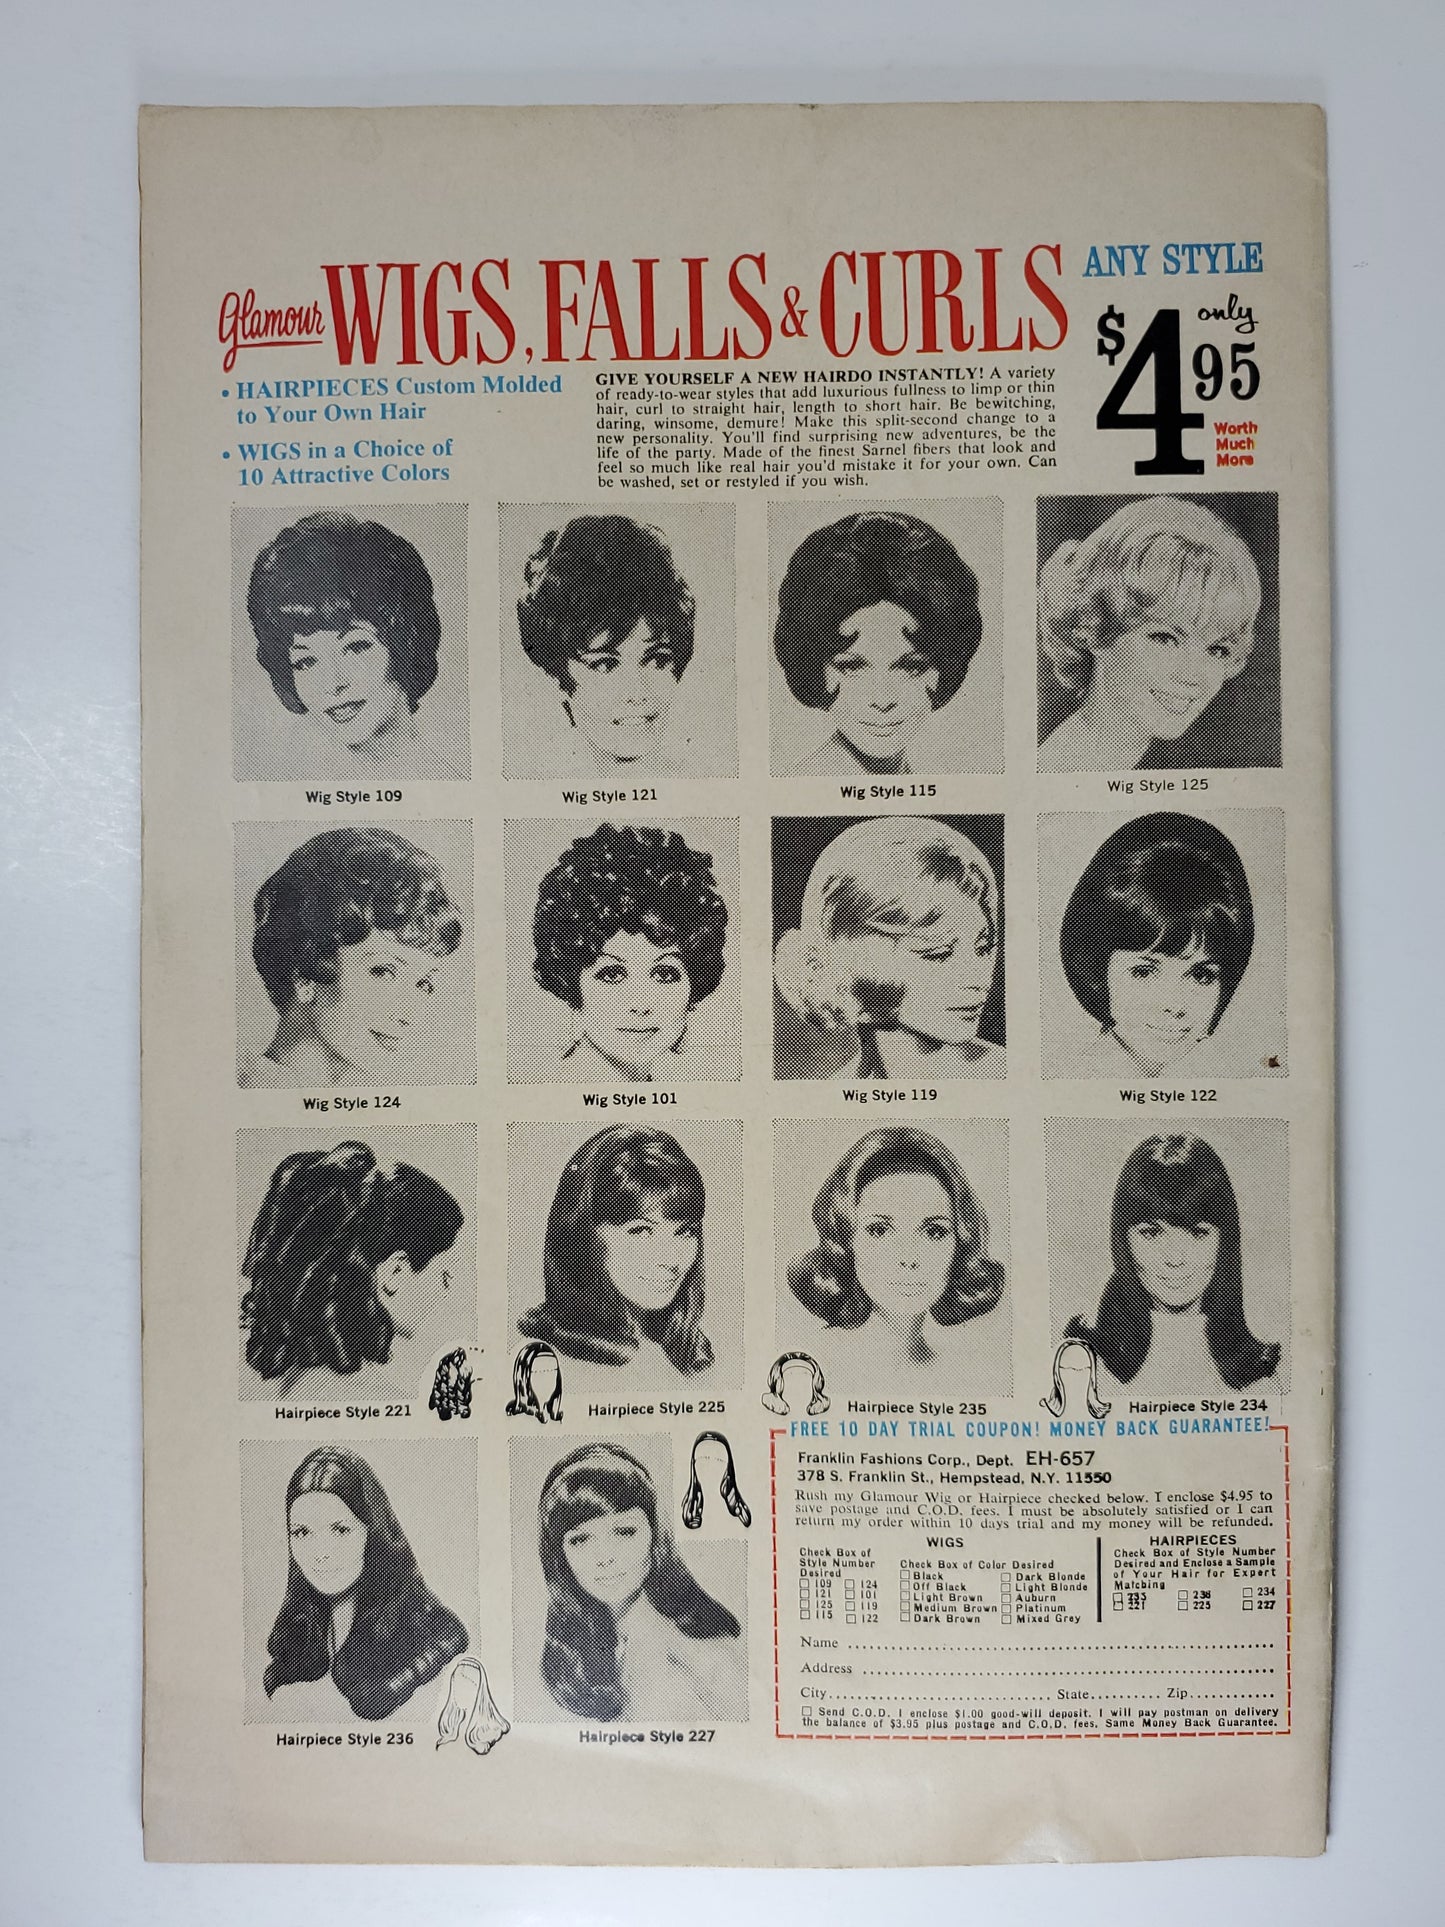 Glamour WIGS, FALLS & CURLS
ANY STYLE
only
$4.95
Worth
Much
More
• HAIRPIECES Custom Molded
to Your Own Hair
• WIGS in a Choice of
10 Attractive Colors
GIVE YOURSELF A NEW HAIRDO INSTANTLY! A variety
of ready-to-wear styles that add luxurious fullness to limp or thin
hair, curl to straight hair, length to short hair. Be bewitching,
daring, winsome, demure! Make this split-second change to a
new personality. You'll find surprising new adventures, be the
life of the party. Made of the finest Sarnel fibers that look and
feel so much like real hair you'd mistake it for your own. Can
be washed, set or restyled if you wish.
Wig Style 109
Wig Style 121
Wig Style 115
Wig Style 125
Wig Style 124
Wig Style 101
Wig Style 119
Wig Style 122
Hairpiece Style 221
Hairpiece Style 225
Hairpiece Style 235
Hairpiece Style 234
Hairpiece Style 236
Hairpiece Style 227
FREE 10 DAY TRIAL COUPON! MONEY BACK GUARANTEE!
Franklin Fashions Corp., Dept. EH-657
378 S. Franklin St., Hempstead, N.Y. 11550
Rush my Glamour Wig or Hairpiece checked below. I enclose $4.95 to
save postage and C.O.D. fees. I must be absolutely satisfied or I can
return my order within 10 days trial and my money will be refunded.
WIGS
Check Box of
Style Number
Desired
☐ 109 ☐ 124
☐ 121 ☐ 101
☐ 125 ☐ 119
☐ 115 ☐ 122
Check Box of Color Desired
☐ Black ☐ Dark Blonde
☐ Off Black ☐ Light Blonde
☐ Light Brown ☐ Auburn
☐ Medium Brown ☐ Platinum
☐ Dark Brown ☐ Mixed Grey
HAIRPIECES
Check Box of Style Number
Desired and Enclose a Sample
of Your Hair for Expert
Matching
☐ 235 ☐ 236 ☐ 234
☐ 221 ☐ 225 ☐ 227
Name
Address
City State Zip
☐ Send C.O.D. I enclose $1.00 good-will deposit. I will pay postman on delivery
the balance of $3.95 plus postage and C.O.D. fees. Same Money Back Guarantee.